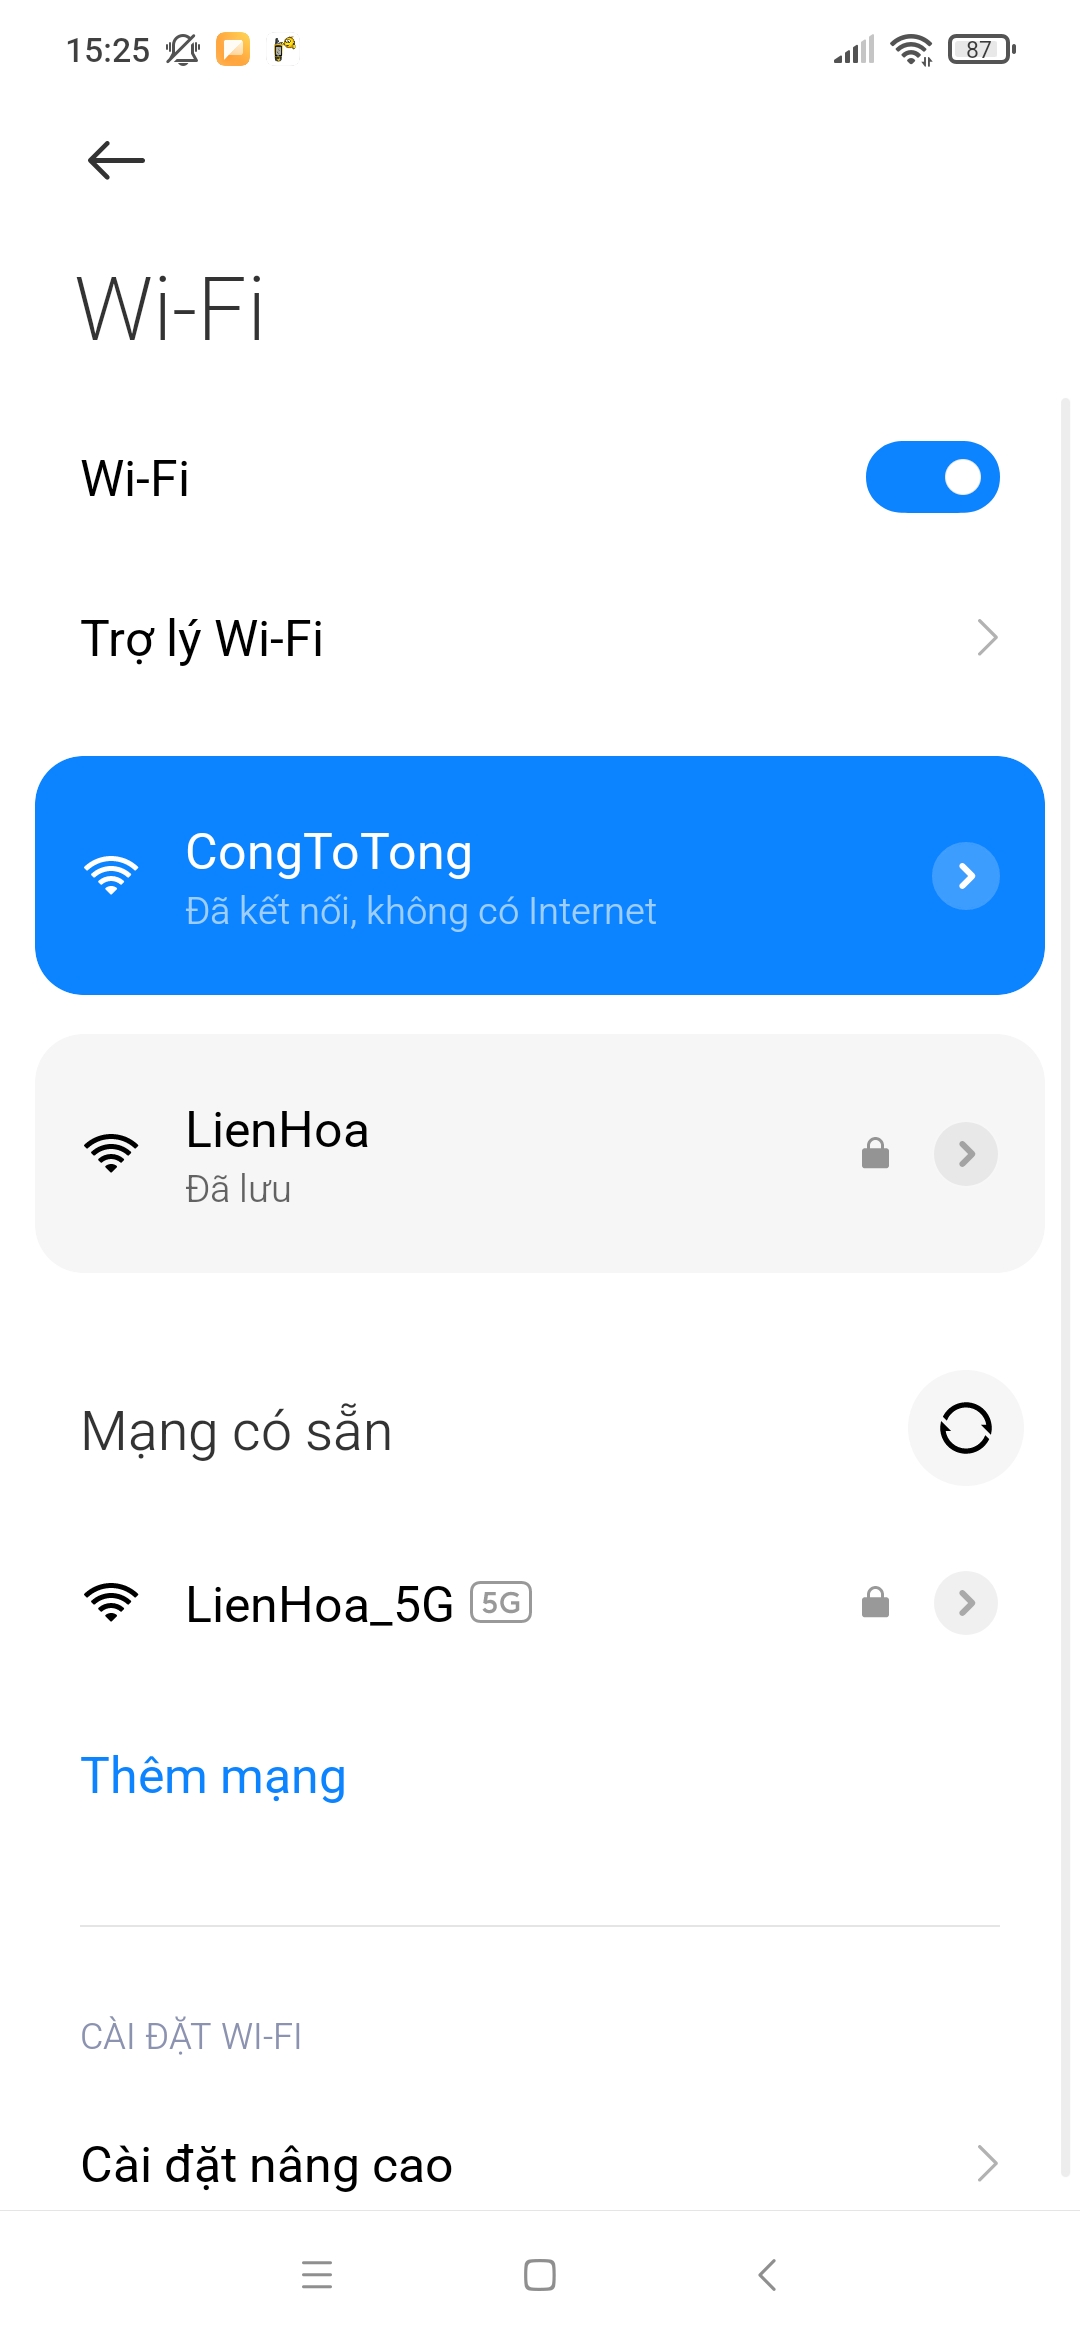 15:25
87
Wi-Fi
Wi-Fi
Trợ lý Wi-Fi
CongToTong
Đã kết nối, không có Internet
LienHoa
Đã lưu
Mạng có sẵn
LienHoa_5G 5G
Thêm mạng
CÀI ĐẶT WI-FI
Cài đặt nâng cao